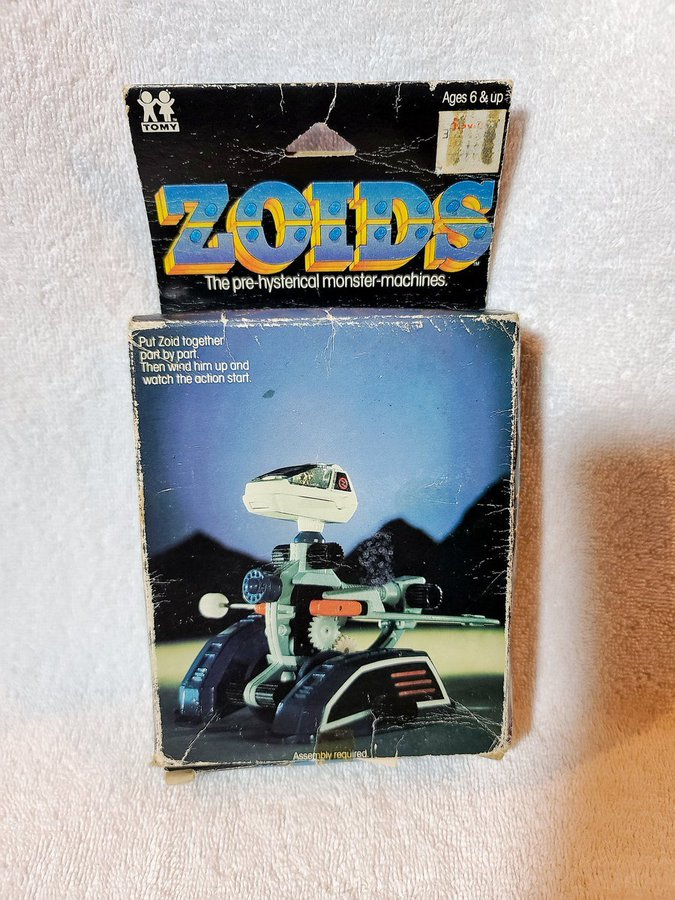 TOMY
Ages 6 & up
ZOIDS
The pre-hysterical monster-machines.
Put Zoid together
part by part.
Then wind him up and
watch the action start.
Assembly required